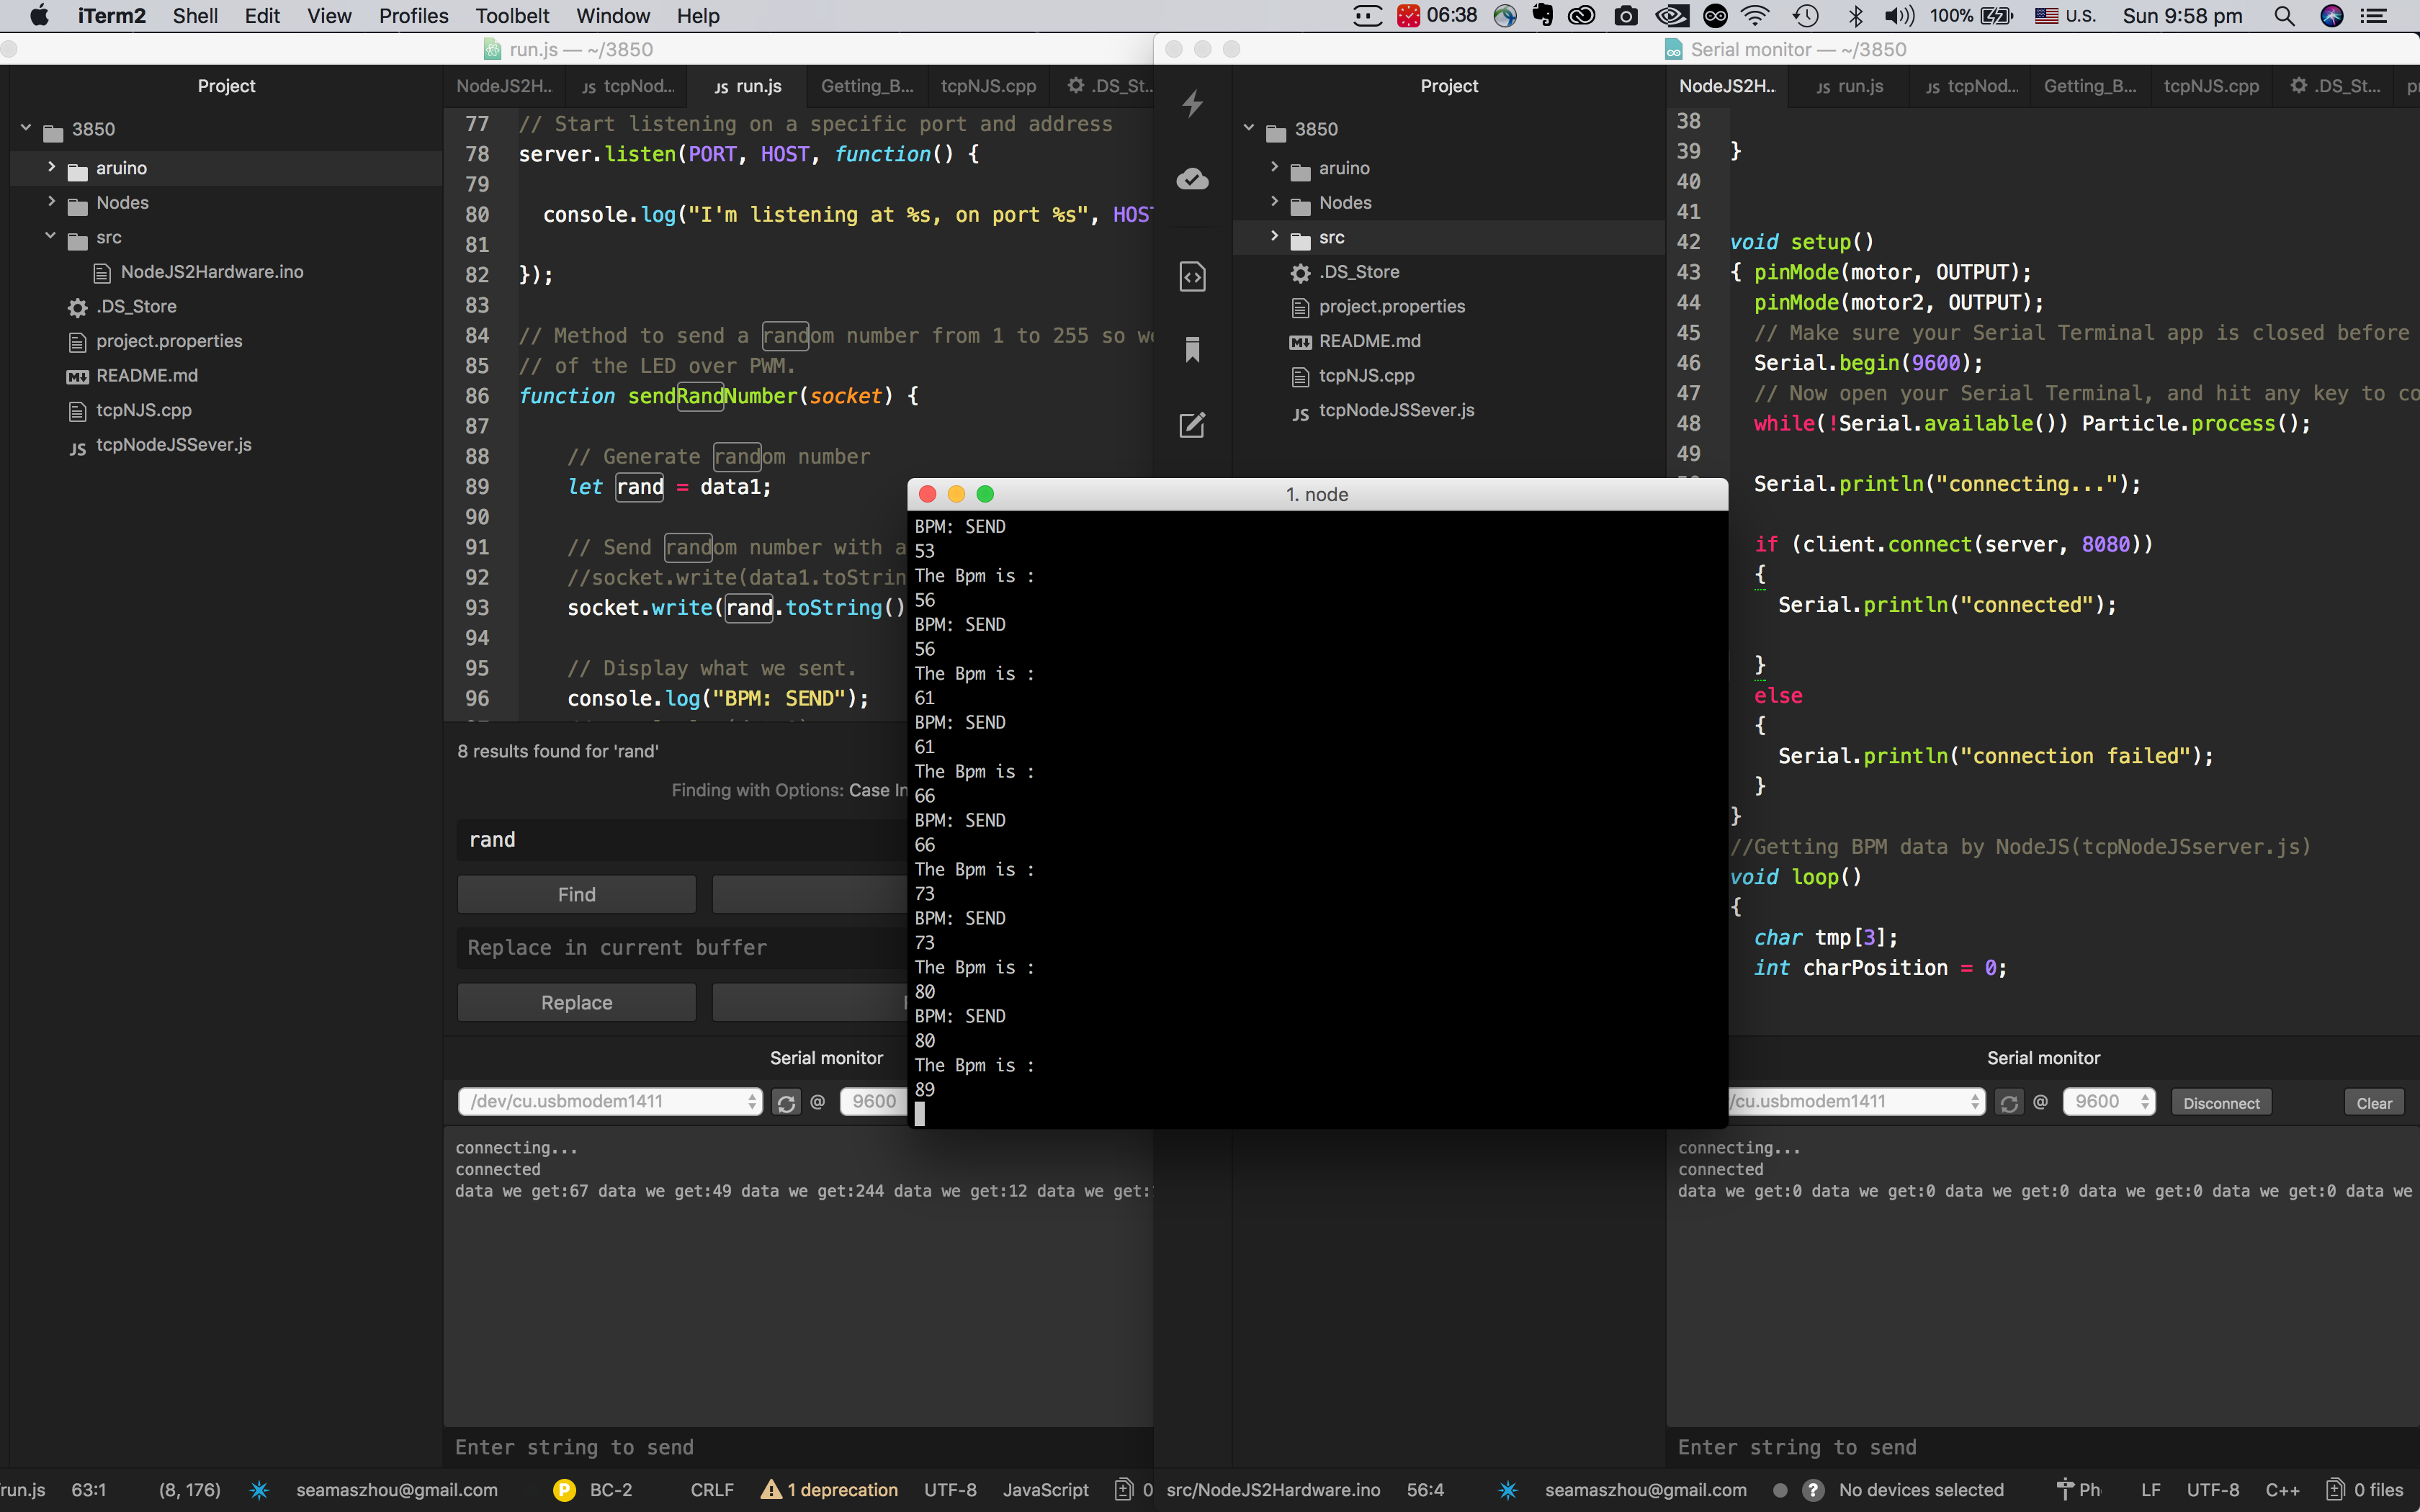 iTerm2 Shell Edit View Profiles Toolbelt Window Help 06:38 100% U.S. Sun 9:58 pm
run.js — ~/3850
Project
3850
aruino
Nodes
src
NodeJS2Hardware.ino
.DS_Store
project.properties
README.md
tcpNJS.cpp
JS tcpNodeJSSever.js
NodeJS2H... JS tcpNod... JS run.js Getting_B... tcpNJS.cpp .DS_St...
77 // Start listening on a specific port and address
78 server.listen(PORT, HOST, function() {
79
80 console.log("I'm listening at %s, on port %s", HOS
81
82 });
83
84 // Method to send a random number from 1 to 255 so we
85 // of the LED over PWM.
86 function sendRandNumber(socket) {
87
88 // Generate random number
89 let rand = data1;
90
91 // Send random number with a
92 //socket.write(data1.toStrin
93 socket.write(rand.toString()
94
95 // Display what we sent.
96 console.log("BPM: SEND");
8 results found for 'rand'
Finding with Options: Case In
rand
Find
Replace in current buffer
Replace
Serial monitor
/dev/cu.usbmodem1411 @ 9600
connecting...
connected
data we get:67 data we get:49 data we get:244 data we get:12 data we get:
Enter string to send
run.js 63:1 (8, 176) seamaszhou@gmail.com P BC-2 CRLF 1 deprecation UTF-8 JavaScript 0
1. node
BPM: SEND
53
The Bpm is :
56
BPM: SEND
56
The Bpm is :
61
BPM: SEND
61
The Bpm is :
66
BPM: SEND
66
The Bpm is :
73
BPM: SEND
73
The Bpm is :
80
BPM: SEND
80
The Bpm is :
89
Serial monitor — ~/3850
Project
3850
aruino
Nodes
src
.DS_Store
project.properties
README.md
tcpNJS.cpp
JS tcpNodeJSSever.js
NodeJS2H... JS run.js JS tcpNod... Getting_B... tcpNJS.cpp .DS_St...
38
39 }
40
41
42 void setup()
43 { pinMode(motor, OUTPUT);
44 pinMode(motor2, OUTPUT);
45 // Make sure your Serial Terminal app is closed before
46 Serial.begin(9600);
47 // Now open your Serial Terminal, and hit any key to co
48 while(!Serial.available()) Particle.process();
49
Serial.println("connecting...");
if (client.connect(server, 8080))
{
Serial.println("connected");
}
else
{
Serial.println("connection failed");
}
}
//Getting BPM data by NodeJS(tcpNodeJSserver.js)
void loop()
{
char tmp[3];
int charPosition = 0;
Serial monitor
/cu.usbmodem1411 @ 9600 Disconnect Clear
connecting...
connected
data we get:0 data we get:0 data we get:0 data we get:0 data we get:0 data we
Enter string to send
src/NodeJS2Hardware.ino 56:4 seamaszhou@gmail.com ? No devices selected Ph LF UTF-8 C++ 0 files